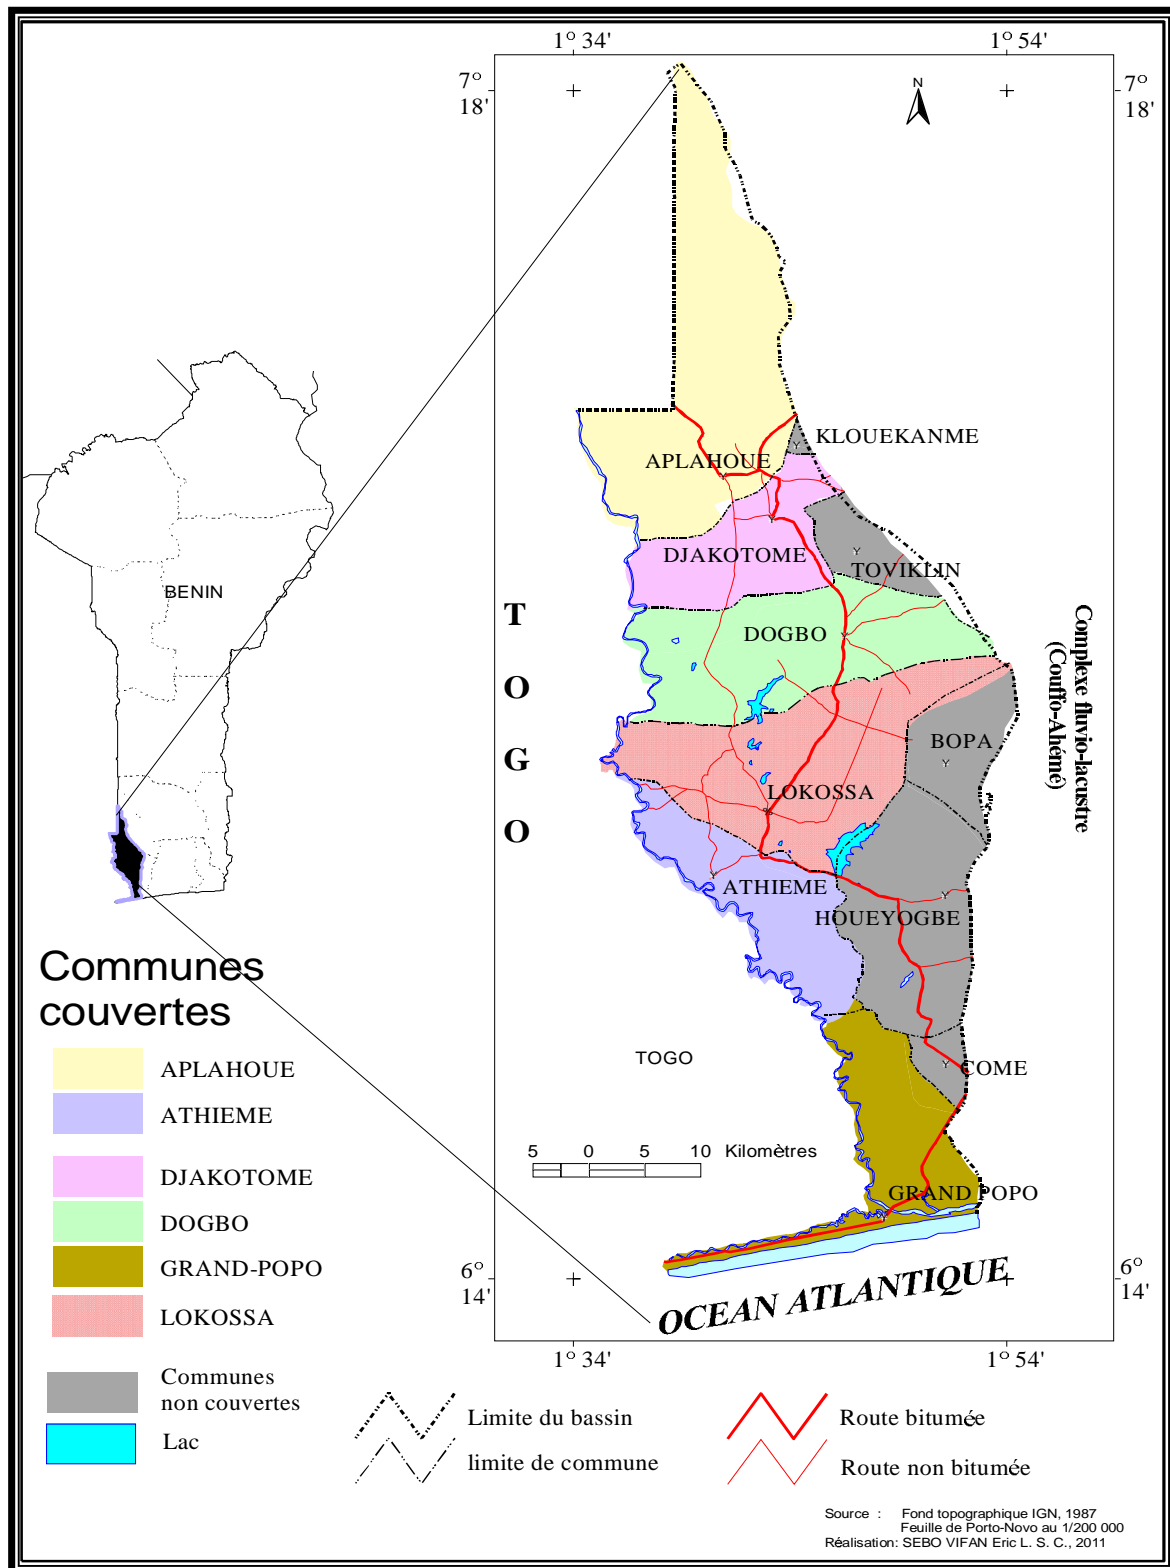 1° 34'
1° 54'
7°
18'
7°
18'
N
KLOUEKANME
APLAHOUE
DJAKOTOME
TOVIKLIN
BENIN
T
O
G
O
DOGBO
Complexe fluvio-lacustre
(Couffo-Ahémé)
BOPA
LOKOSSA
ATHIEME
HOUEYOGBE
TOGO
COME
5 0 5 10 Kilomètres
GRAND POPO
6°
14'
6°
14'
OCEAN ATLANTIQUE
1° 34'
1° 54'
Communes
couvertes
APLAHOUE
ATHIEME
DJAKOTOME
DOGBO
GRAND-POPO
LOKOSSA
Communes
non couvertes
Lac
Limite du bassin
limite de commune
Route bitumée
Route non bitumée
Source : Fond topographique IGN, 1987
Feuille de Porto-Novo au 1/200 000
Réalisation: SEBO VIFAN Eric L. S. C., 2011